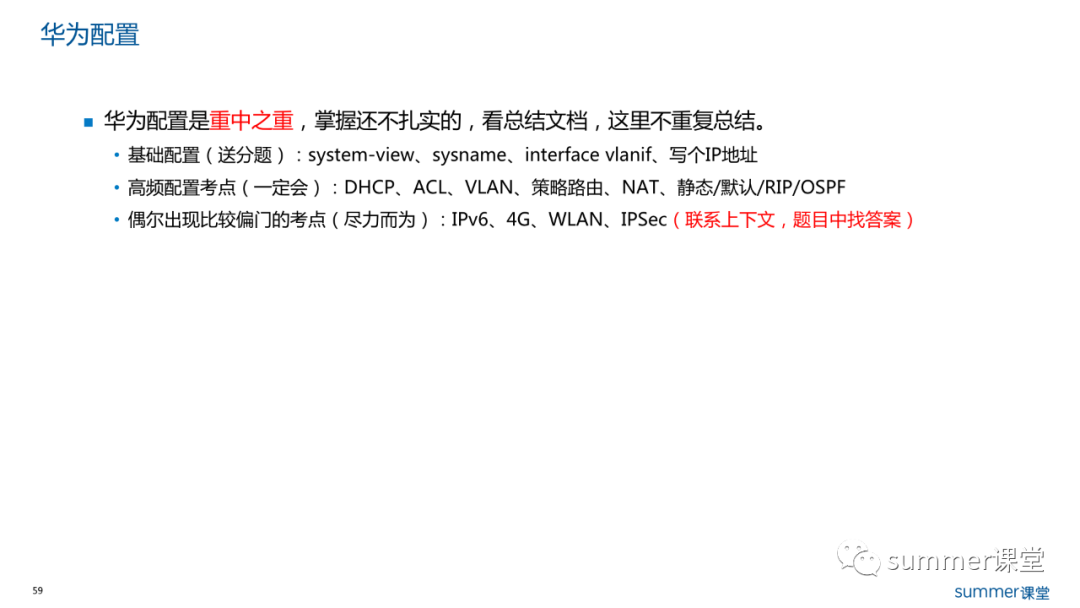 华为配置
■ 华为配置是重中之重，掌握还不扎实的，看总结文档，这里不重复总结。
• 基础配置（送分题）：system-view、sysname、interface vlanif、写个IP地址
• 高频配置考点（一定会）：DHCP、ACL、VLAN、策略路由、NAT、静态/默认/RIP/OSPF
• 偶尔出现比较偏门的考点（尽力而为）：IPv6、4G、WLAN、IPSec（联系上下文，题目中找答案）
summer课堂
59
summer课堂